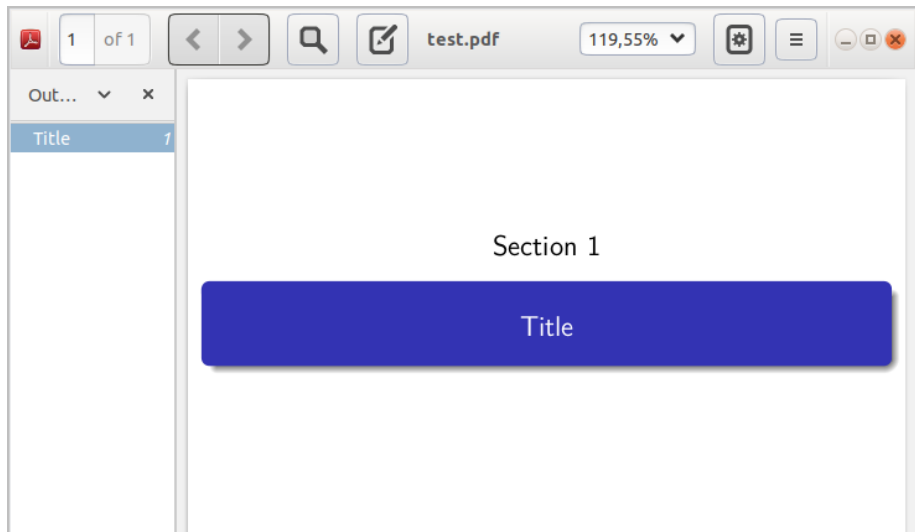 1 of 1 test.pdf 119,55%
Out...
Title 1
Section 1
Title